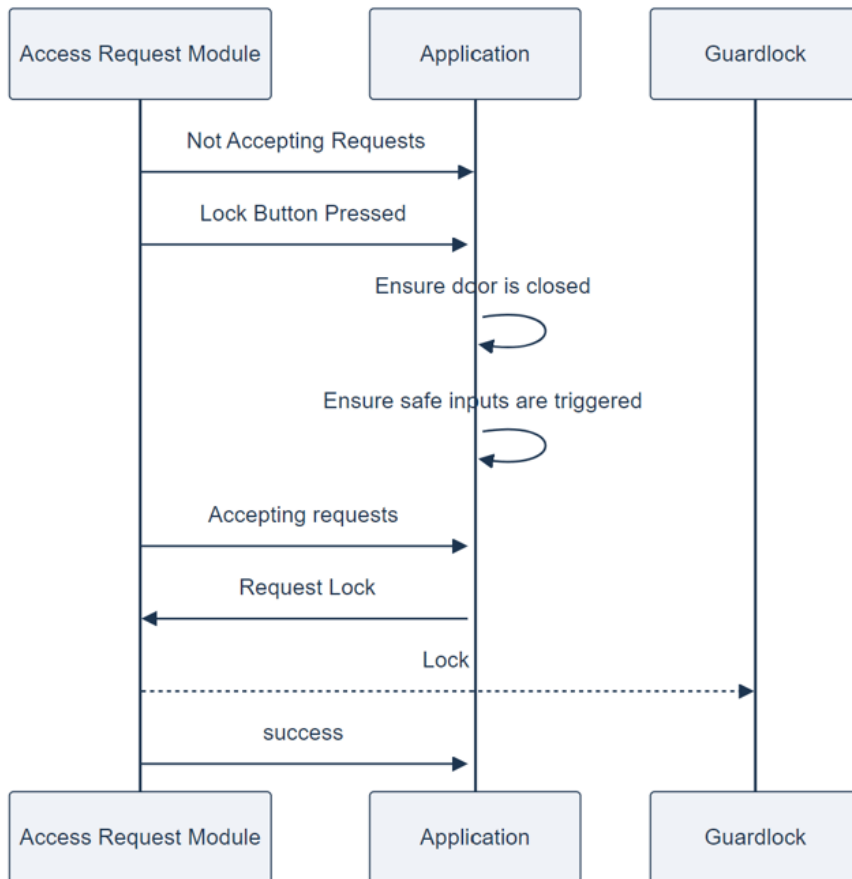 Access Request Module
Application
Guardlock
Not Accepting Requests
Lock Button Pressed
Ensure door is closed
Ensure safe inputs are triggered
Accepting requests
Request Lock
Lock
success
Access Request Module
Application
Guardlock